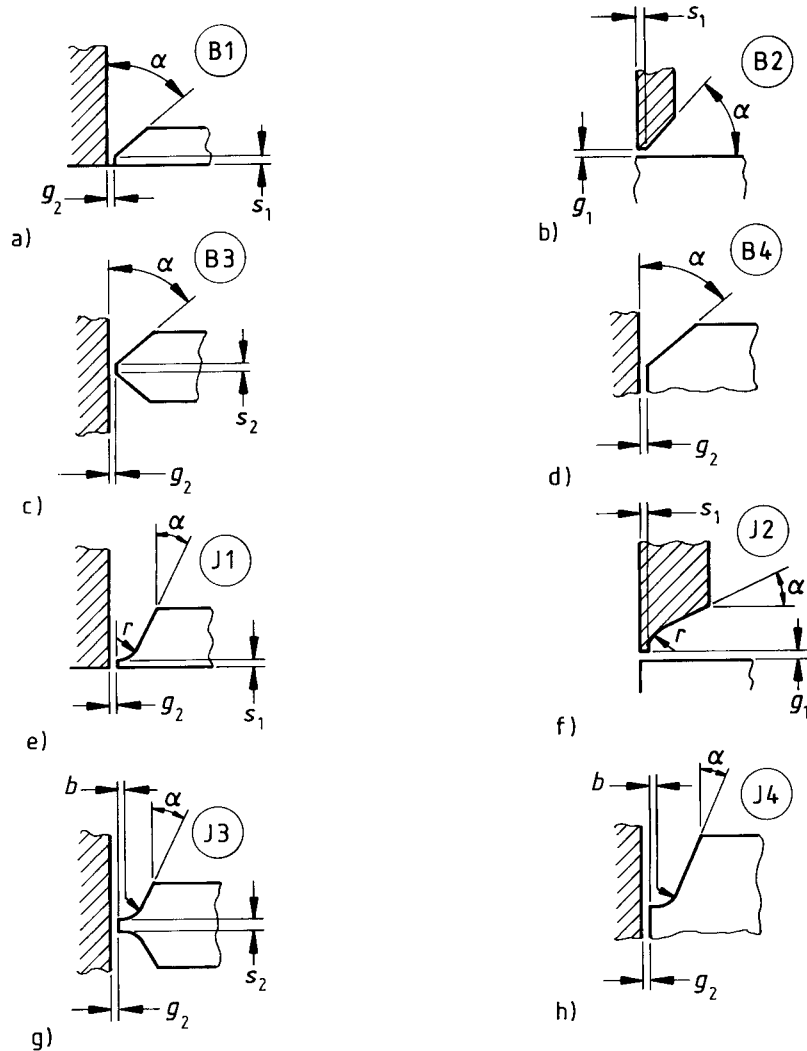 α
B1
g₂
s₁
a)
s₁
B2
α
g₁
b)
α
B3
s₂
g₂
c)
α
B4
g₂
d)
α
J1
r
g₂
s₁
e)
s₁
J2
α
r
g₁
f)
b
α
J3
s₂
g₂
g)
b
α
J4
g₂
h)